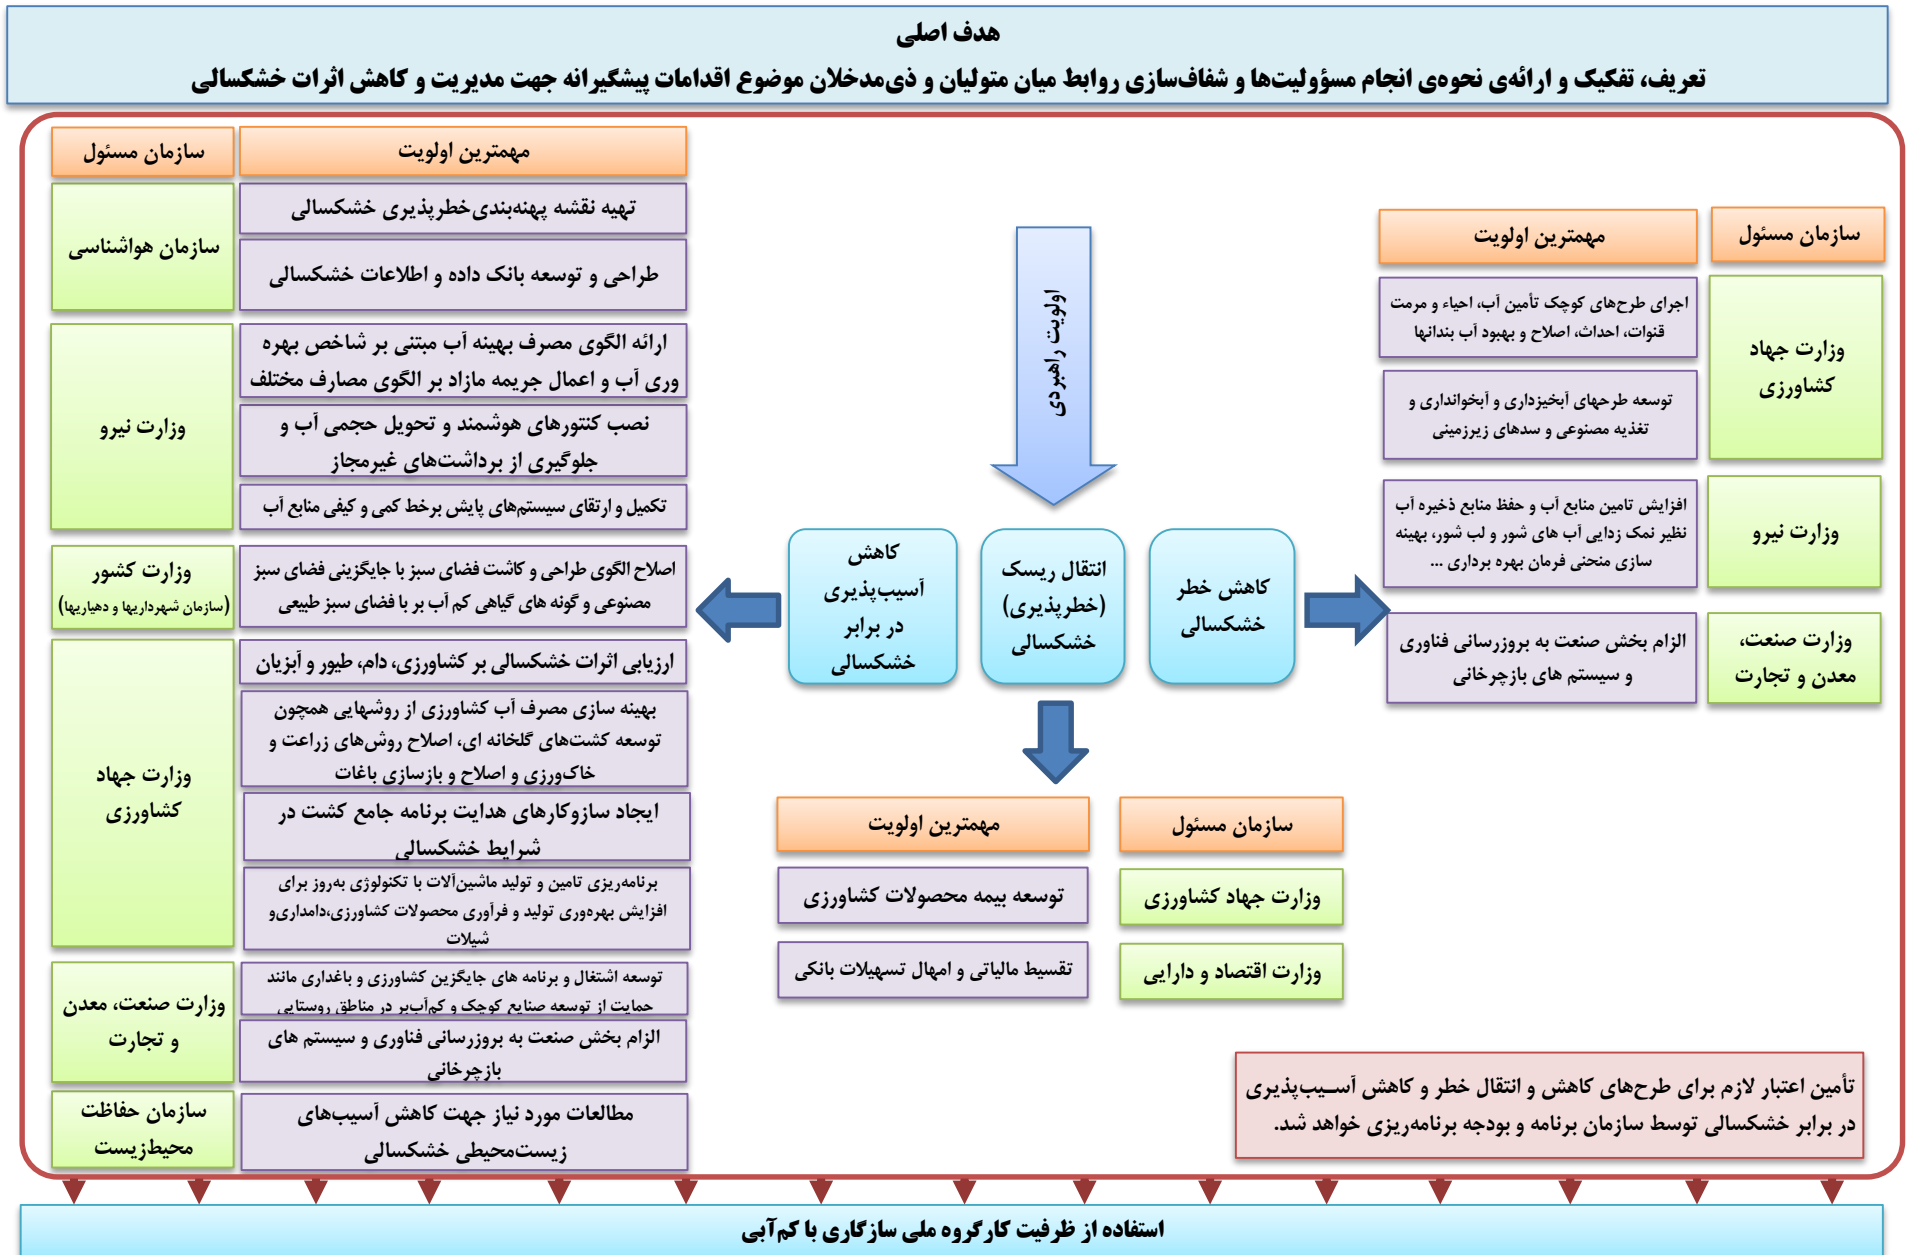 هدف اصلی
تعریف، تفکیک و ارائه‌ی نحوه‌ی انجام مسؤولیت‌ها و شفاف‌سازی روابط میان متولیان و ذی‌مدخلان موضوع اقدامات پیشگیرانه جهت مدیریت و کاهش اثرات خشکسالی
اولویت راهبردی
کاهش خطر
خشکسالی
انتقال ریسک
(خطرپذیری)
خشکسالی
کاهش
آسیب‌پذیری
در برابر
خشکسالی
سازمان مسئول
مهمترین اولویت
وزارت جهاد
کشاورزی
اجرای طرح‌های کوچک تأمین آب، احیاء و مرمت
قنوات، احداث، اصلاح و بهبود آب بندانها
توسعه طرحهای آبخیزداری و آبخوانداری و
تغذیه مصنوعی و سدهای زیرزمینی
وزارت نیرو
افزایش تامین منابع آب و حفظ منابع ذخیره آب
نظیر نمک زدایی آب های شور و لب شور، بهینه
سازی منحنی فرمان بهره برداری ...
وزارت صنعت،
معدن و تجارت
الزام بخش صنعت به بروزرسانی فناوری
و سیستم های بازچرخانی
سازمان مسئول
مهمترین اولویت
وزارت جهاد کشاورزی
توسعه بیمه محصولات کشاورزی
وزارت اقتصاد و دارایی
تقسیط مالیاتی و امهال تسهیلات بانکی
مهمترین اولویت
سازمان مسئول
تهیه نقشه پهنه‌بندی‌خطرپذیری خشکسالی
طراحی و توسعه بانک داده و اطلاعات خشکسالی
سازمان هواشناسی
ارائه الگوی مصرف بهینه آب مبتنی بر شاخص بهره
وری آب و اعمال جریمه مازاد بر الگوی مصارف مختلف
نصب کنتورهای هوشمند و تحویل حجمی آب و
جلوگیری از برداشت‌های غیرمجاز
تکمیل و ارتقای سیستم‌های پایش برخط کمی و کیفی منابع آب
وزارت نیرو
اصلاح الگوی طراحی و کاشت فضای سبز با جایگزینی فضای سبز
مصنوعی و گونه های گیاهی کم آب بر با فضای سبز طبیعی
وزارت کشور
(سازمان شهرداریها و دهیاریها)
ارزیابی اثرات خشکسالی بر کشاورزی، دام، طیور و آبزیان
بهینه سازی مصرف آب کشاورزی از روشهایی همچون
توسعه کشت‌های گلخانه ای، اصلاح روش‌های زراعت و
خاک‌ورزی و اصلاح و بازسازی باغات
ایجاد سازوکارهای هدایت برنامه جامع کشت در
شرایط خشکسالی
برنامه‌ریزی تامین و تولید ماشین‌آلات با تکنولوژی به‌روز برای
افزایش بهره‌وری تولید و فرآوری محصولات کشاورزی،دامداری‌و
شیلات
وزارت جهاد
کشاورزی
توسعه اشتغال و برنامه های جایگزین کشاورزی و باغداری مانند
حمایت از توسعه صنایع کوچک و کم‌آب‌بر در مناطق روستایی
الزام بخش صنعت به بروزرسانی فناوری و سیستم های
بازچرخانی
وزارت صنعت، معدن
و تجارت
مطالعات مورد نیاز جهت کاهش آسیب‌های
زیست‌محیطی خشکسالی
سازمان حفاظت
محیط‌زیست
تأمین اعتبار لازم برای طرح‌های کاهش و انتقال خطر و کاهش آسـیب‌پذیری
در برابر خشکسالی توسط سازمان برنامه و بودجه برنامه‌ریزی خواهد شد.
استفاده از ظرفیت کارگروه ملی سازگاری با کم‌آبی